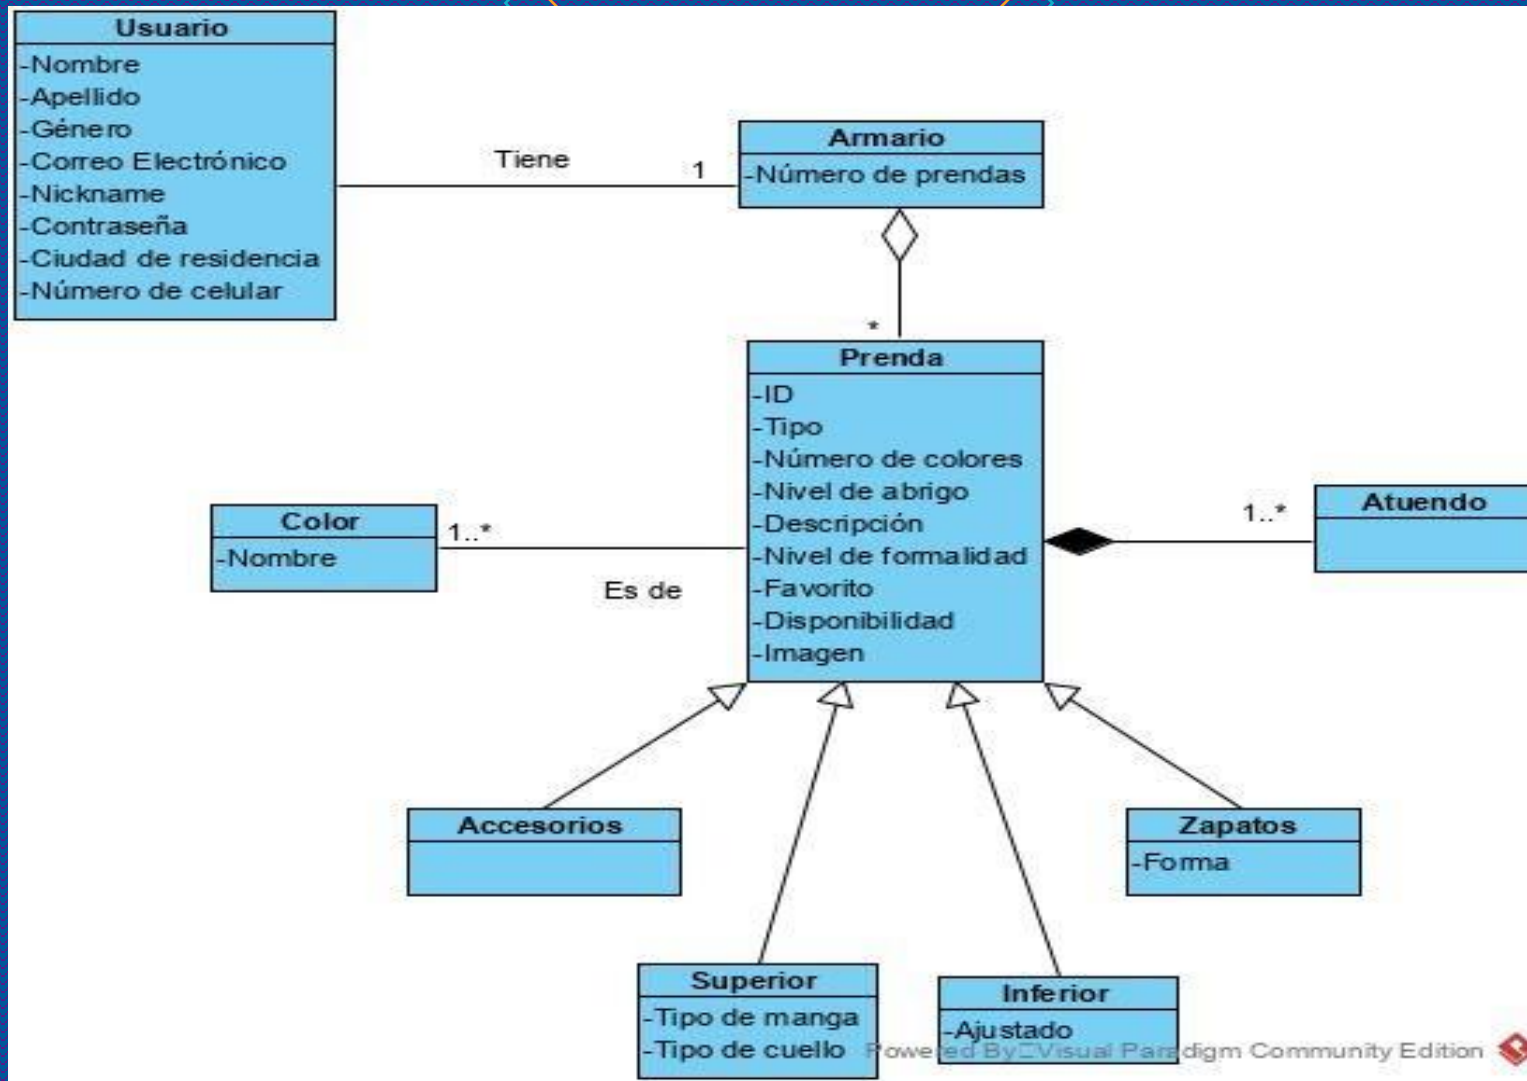 Usuario
-Nombre
-Apellido
-Género
-Correo Electrónico
-Nickname
-Contraseña
-Ciudad de residencia
-Número de celular
Tiene
1
Armario
-Número de prendas
*
Prenda
-ID
-Tipo
-Número de colores
-Nivel de abrigo
-Descripción
-Nivel de formalidad
-Favorito
-Disponibilidad
-Imagen
Color
-Nombre
1..*
Es de
1..*
Atuendo
Accesorios
Zapatos
-Forma
Superior
-Tipo de manga
-Tipo de cuello
Inferior
-Ajustado
Powered By Visual Paradigm Community Edition